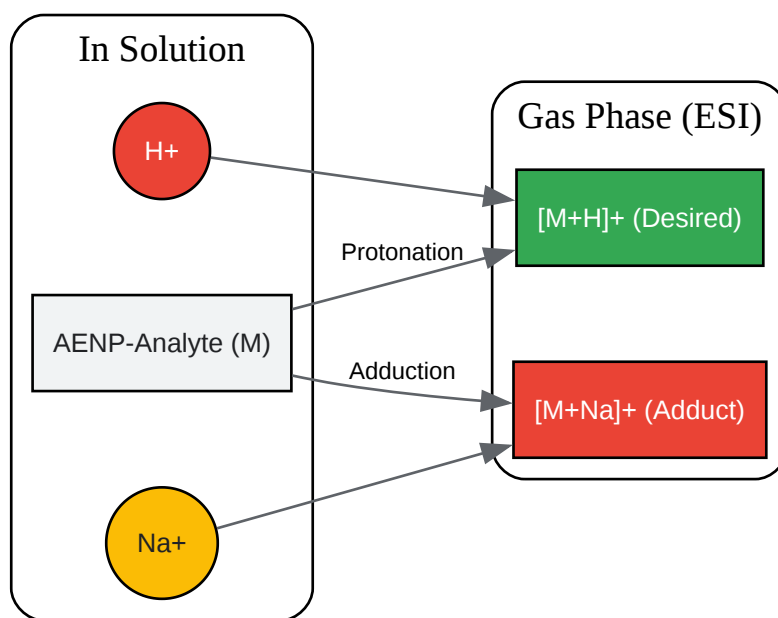 In Solution
H+
AENP-Analyte (M)
Na+
Protonation
Adduction
Gas Phase (ESI)
[M+H]+ (Desired)
[M+Na]+ (Adduct)